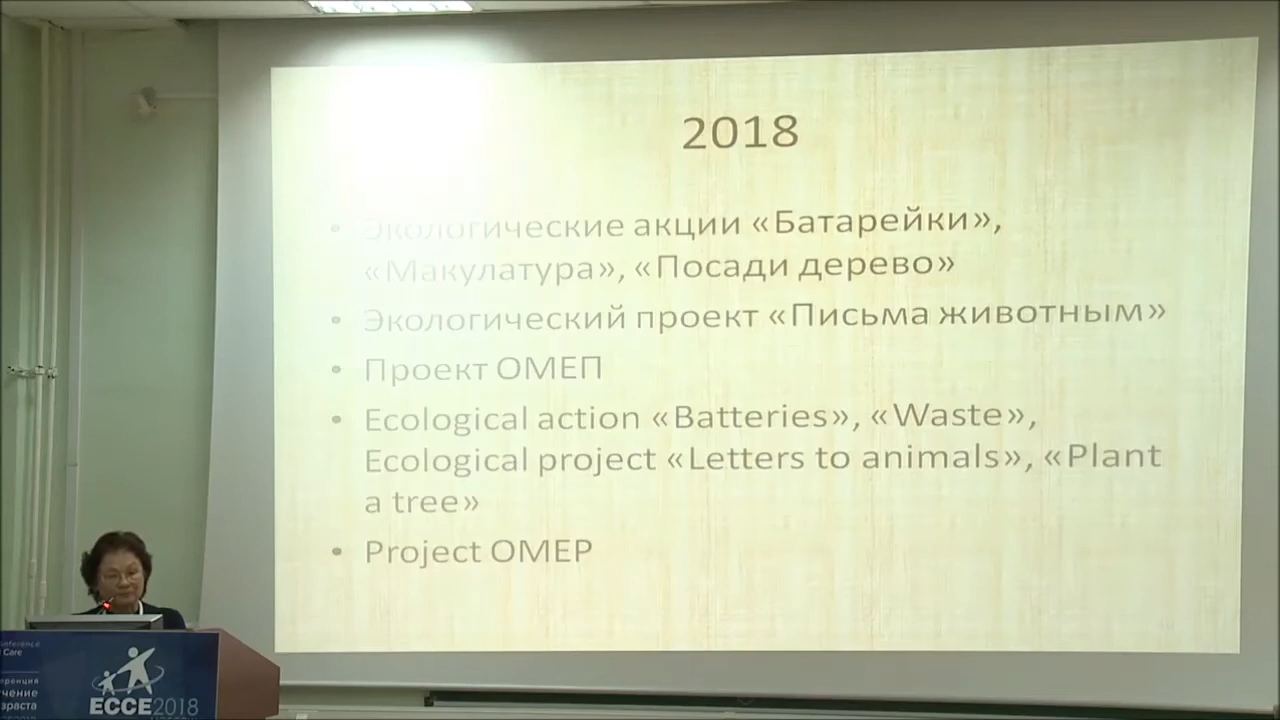 2018
• Экологические акции «Батарейки»,
«Макулатура», «Посади дерево»
• Экологический проект «Письма животным»
• Проект ОМЕП
• Ecological action «Batteries», «Waste»,
Ecological project «Letters to animals», «Plant
a tree»
• Project OMEP
Care
ECCE2018